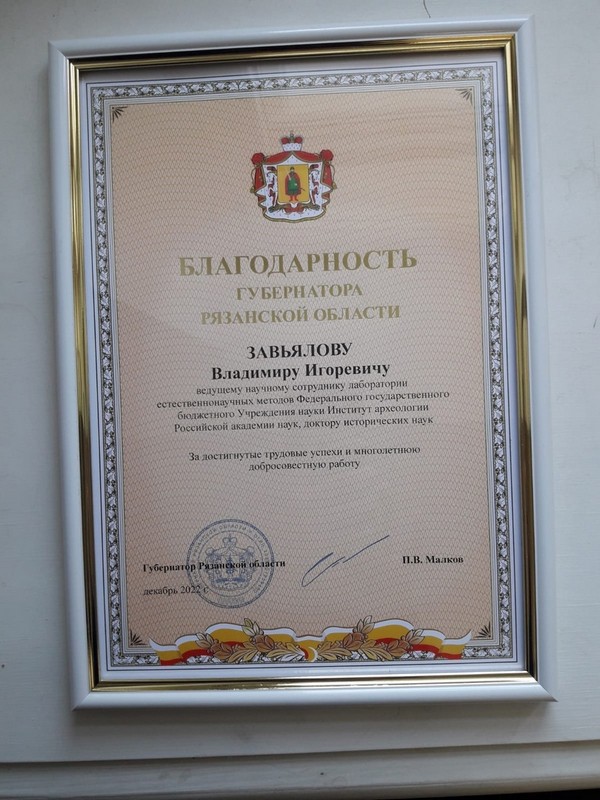 БЛАГОДАРНОСТЬ
ГУБЕРНАТОРА
РЯЗАНСКОЙ ОБЛАСТИ
ЗАВЬЯЛОВУ
Владимиру Игоревичу
ведущему научному сотруднику лаборатории
естественнонаучных методов Федерального государственного
бюджетного Учреждения науки Институт археологии
Российской академии наук, доктору исторических наук
За достигнутые трудовые успехи и многолетнюю
добросовестную работу
Губернатор Рязанской области
П.В. Малков
декабрь 2022 г